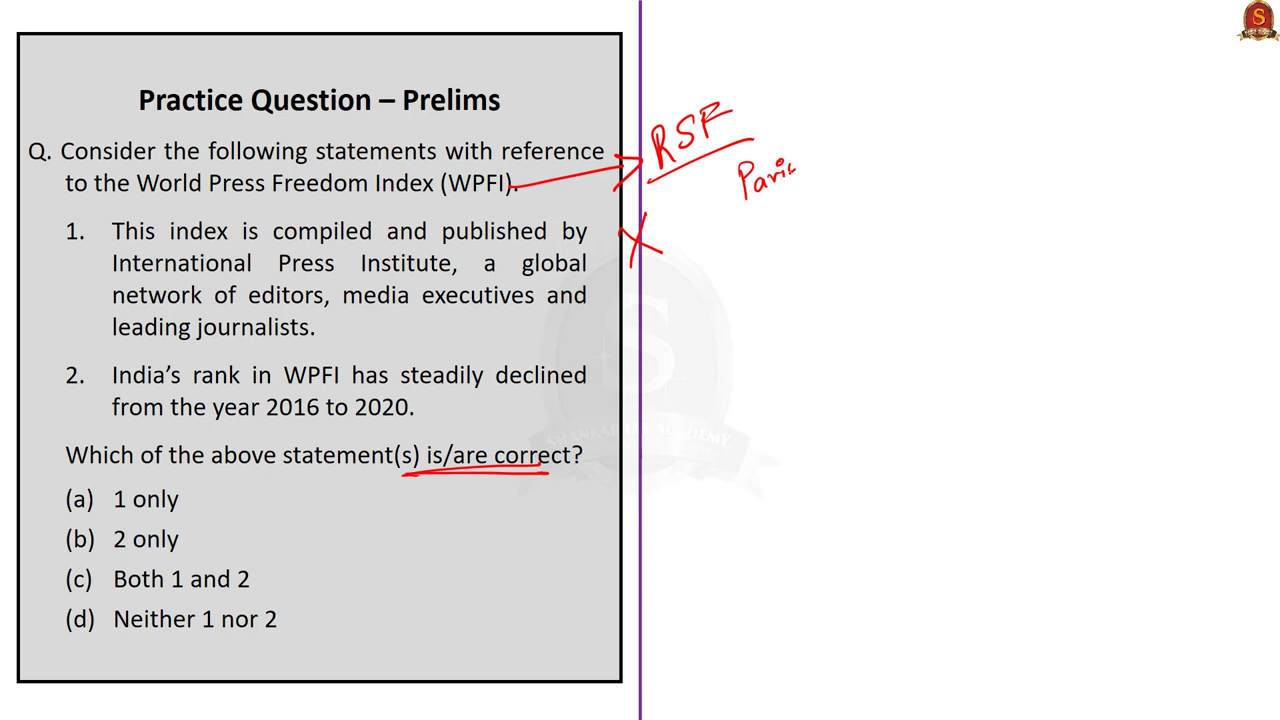 Practice Question – Prelims
Q. Consider the following statements with reference
to the World Press Freedom Index (WPFI).
1. This index is compiled and published by
International Press Institute, a global
network of editors, media executives and
leading journalists.
2. India's rank in WPFI has steadily declined
from the year 2016 to 2020.
Which of the above statement(s) is/are correct?
(a) 1 only
(b) 2 only
(c) Both 1 and 2
(d) Neither 1 nor 2
RSF
Paris
S
S
SHANKAR IAS ACADEMY